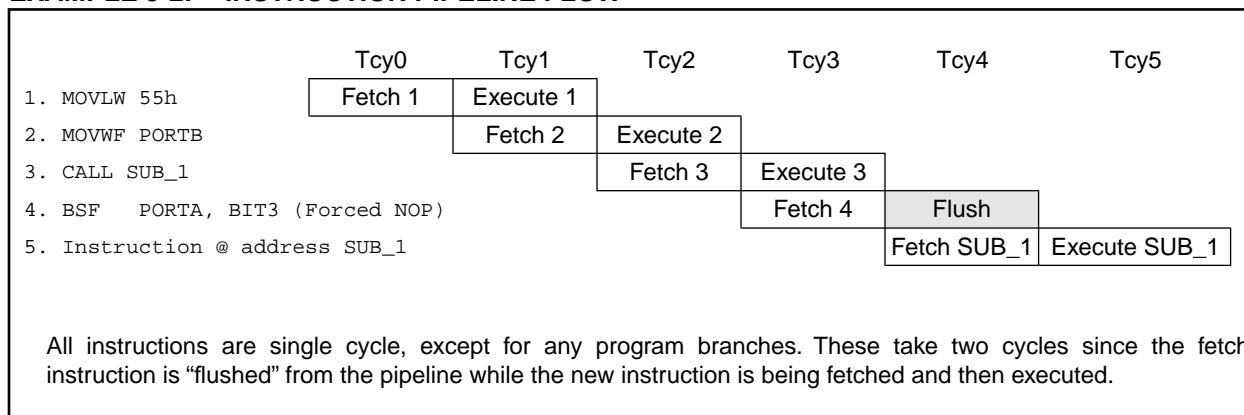 Tcy0 Tcy1 Tcy2 Tcy3 Tcy4 Tcy5
1. MOVLW 55h Fetch 1 Execute 1
2. MOVWF PORTB Fetch 2 Execute 2
3. CALL SUB_1 Fetch 3 Execute 3
4. BSF PORTA, BIT3 (Forced NOP) Fetch 4 Flush
5. Instruction @ address SUB_1 Fetch SUB_1 Execute SUB_1
All instructions are single cycle, except for any program branches. These take two cycles since the fetch
instruction is “flushed” from the pipeline while the new instruction is being fetched and then executed.